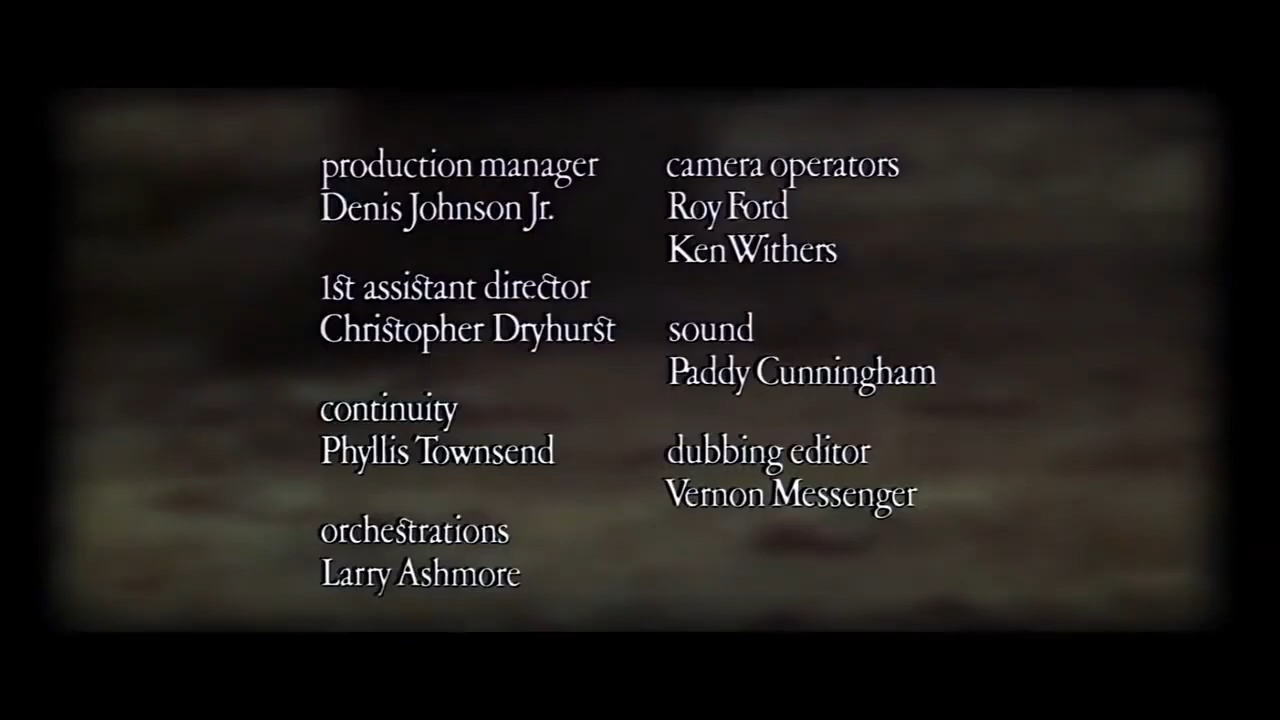 production manager
Denis Johnson Jr.
1st assistant director
Christopher Dryhurst
continuity
Phyllis Townsend
orchestrations
Larry Ashmore
camera operators
Roy Ford
Ken Withers
sound
Paddy Cunningham
dubbing editor
Vernon Messenger